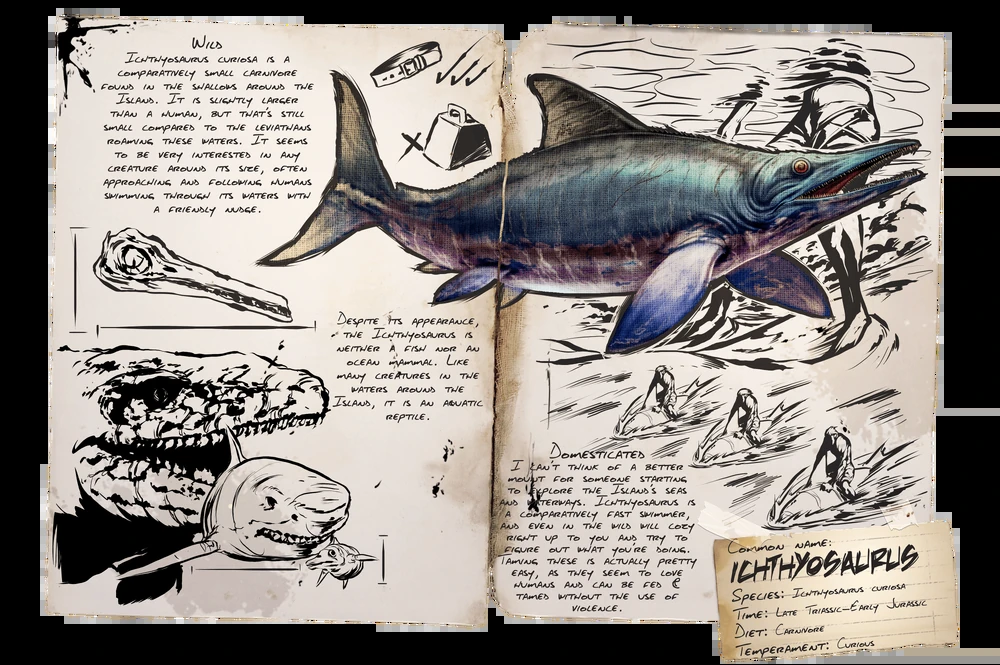 Wild
Ichthyosaurus curiosa is a
comparatively small carnivore
found in the shallows around the
Island. It is slightly larger
than a human, but that's still
small compared to the leviathans
roaming these waters. It seems
to be very interested in any
creature around its size, often
approaching and following humans
swimming through its waters with
a friendly nudge.
Despite its appearance,
the Ichthyosaurus is
neither a fish nor an
ocean mammal. Like
many creatures in the
waters around the
Island, it is an aquatic
reptile.
Domesticated
I can't think of a better
mount for someone starting
to explore the Island's seas
and waterways. Ichthyosaurus is
a comparatively fast swimmer,
and even in the wild will cozy
right up to you and try to
figure out what you're doing.
Taming these is actually pretty
easy, as they seem to love
humans and can be fed &
tamed without the use of
violence.
Common name:
ICHTHYOSAURUS
Species: Ichthyosaurus curiosa
Time: Late Triassic-Early Jurassic
Diet: Carnivore
Temperament: Curious